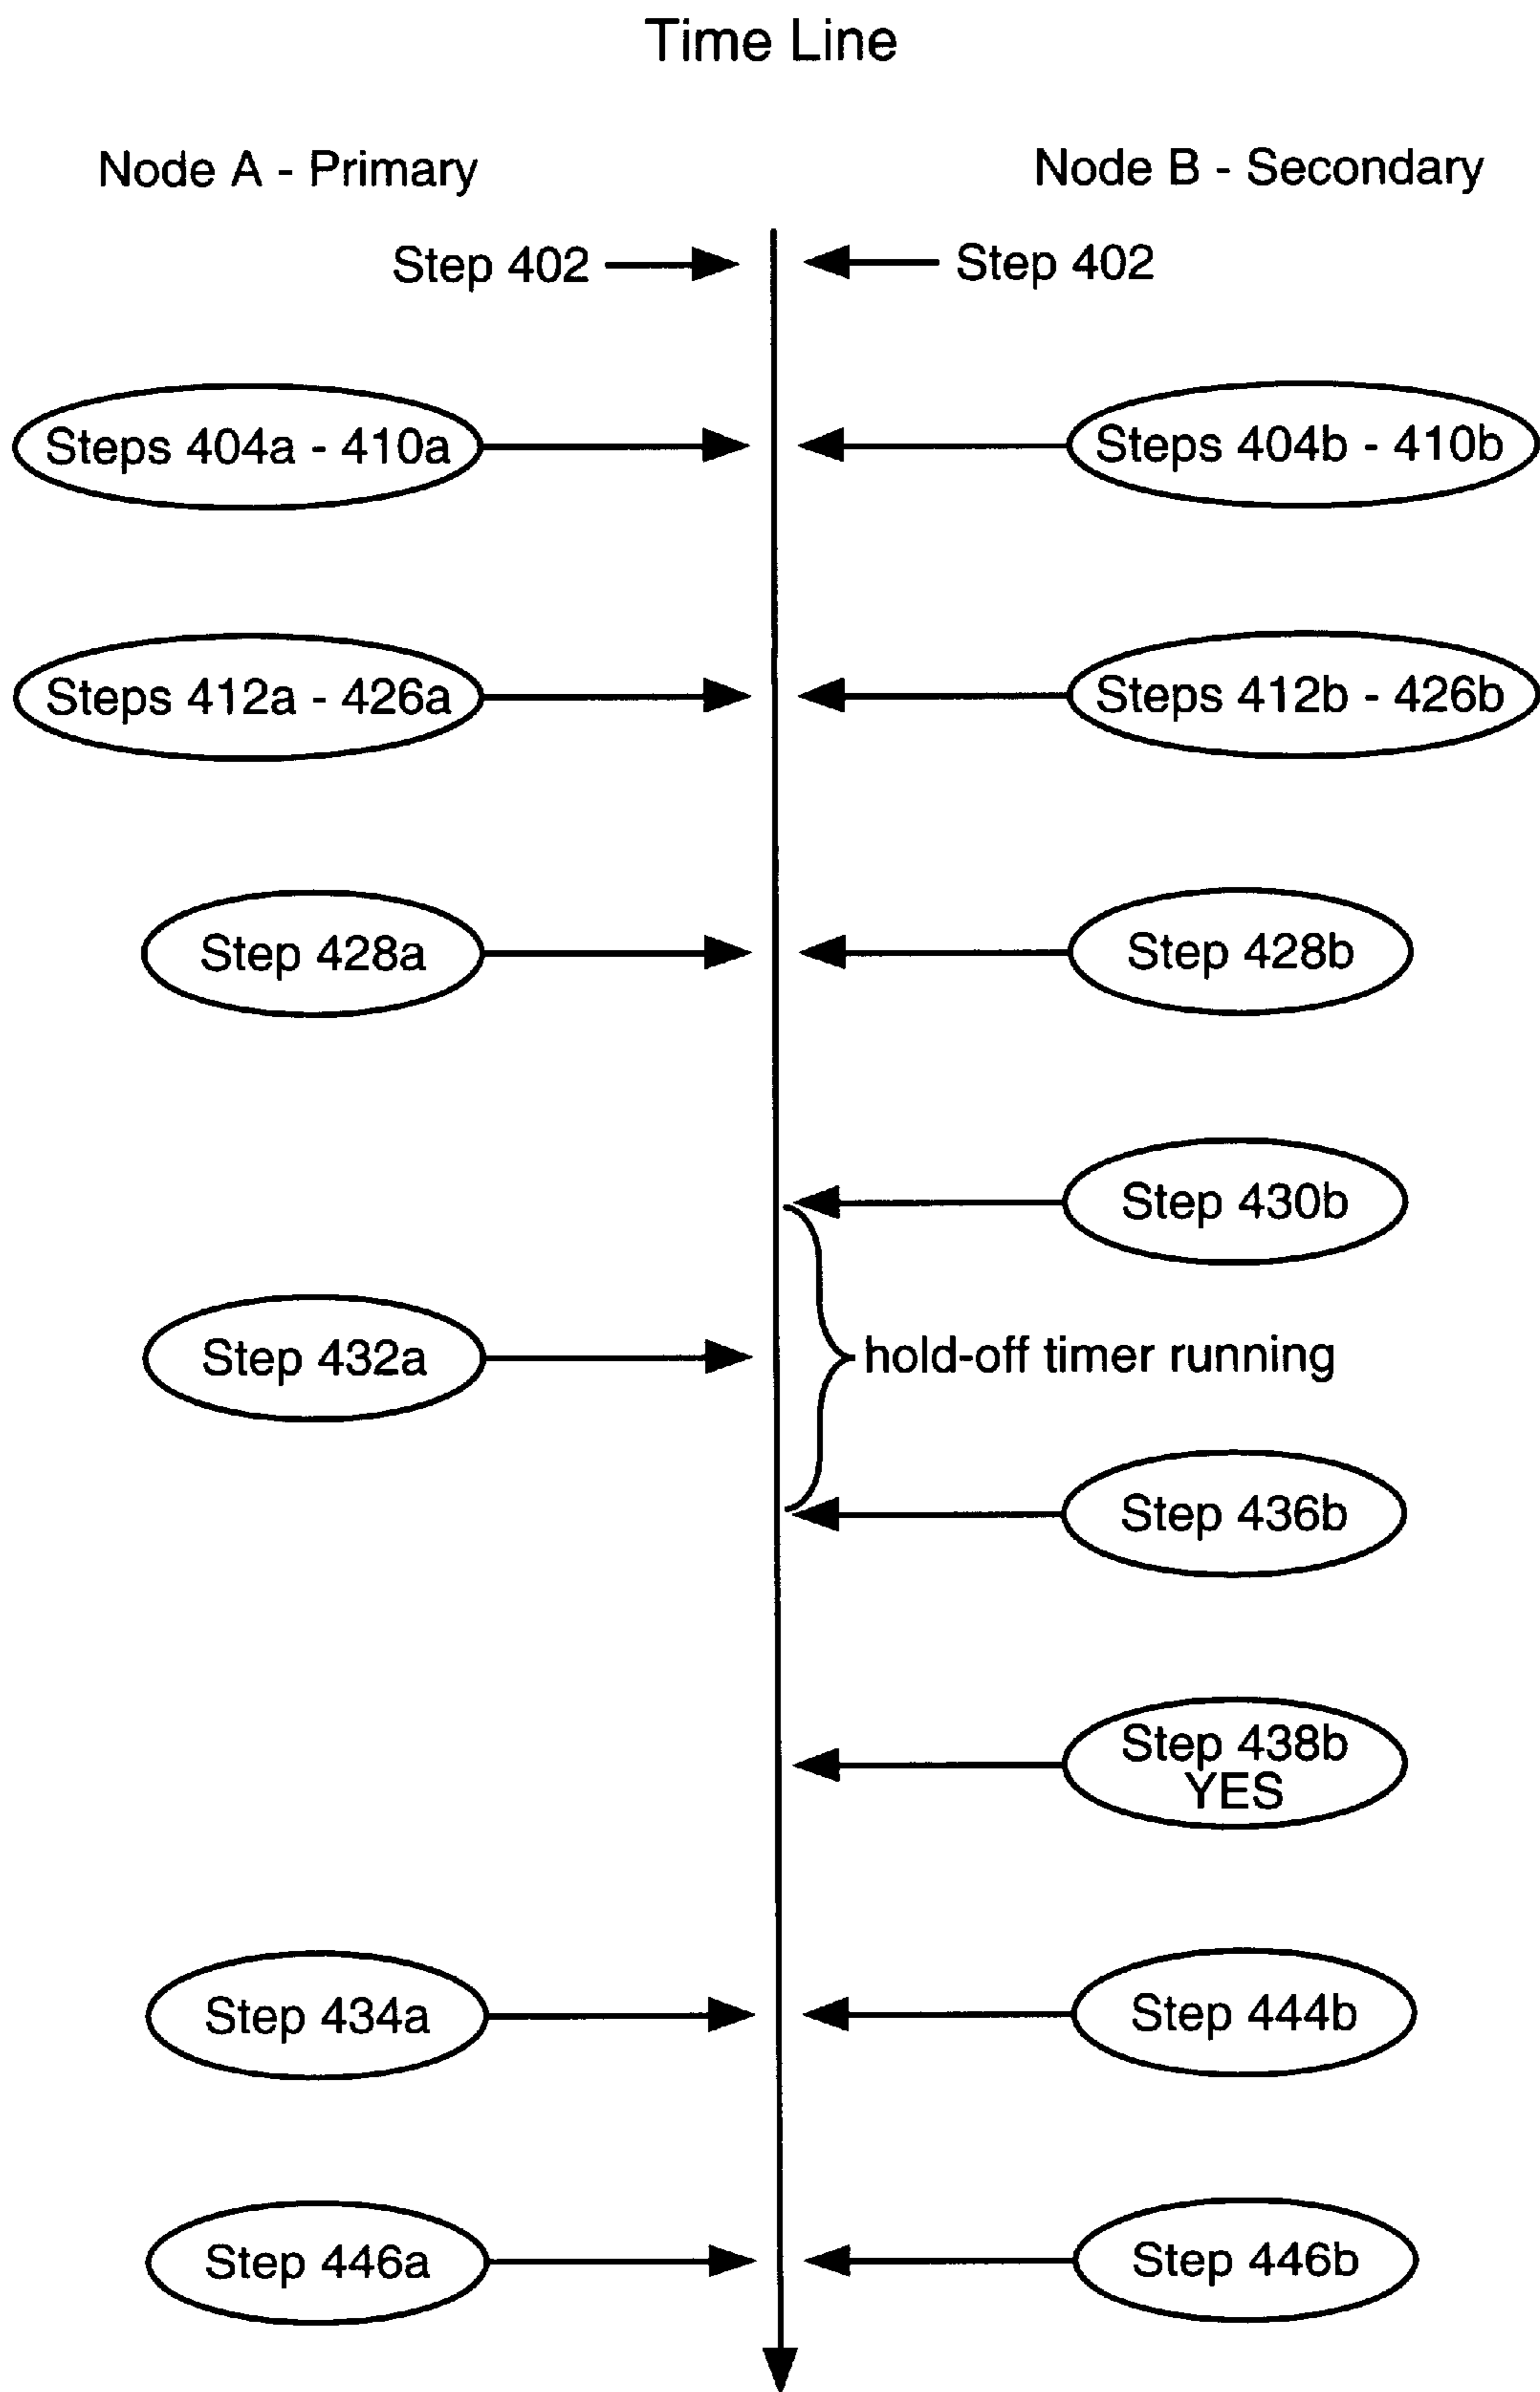 Time Line
Node A - Primary
Node B - Secondary
Step 402
Step 402
Steps 404a - 410a
Steps 404b - 410b
Steps 412a - 426a
Steps 412b - 426b
Step 428a
Step 428b
Step 430b
Step 432a
hold-off timer running
Step 436b
Step 438b
YES
Step 434a
Step 444b
Step 446a
Step 446b